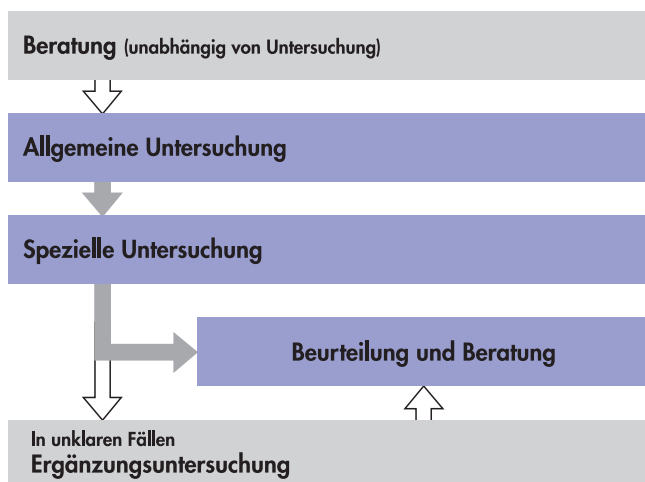 Beratung (unabhängig von Untersuchung)
Allgemeine Untersuchung
Spezielle Untersuchung
Beurteilung und Beratung
In unklaren Fällen
Ergänzungsuntersuchung